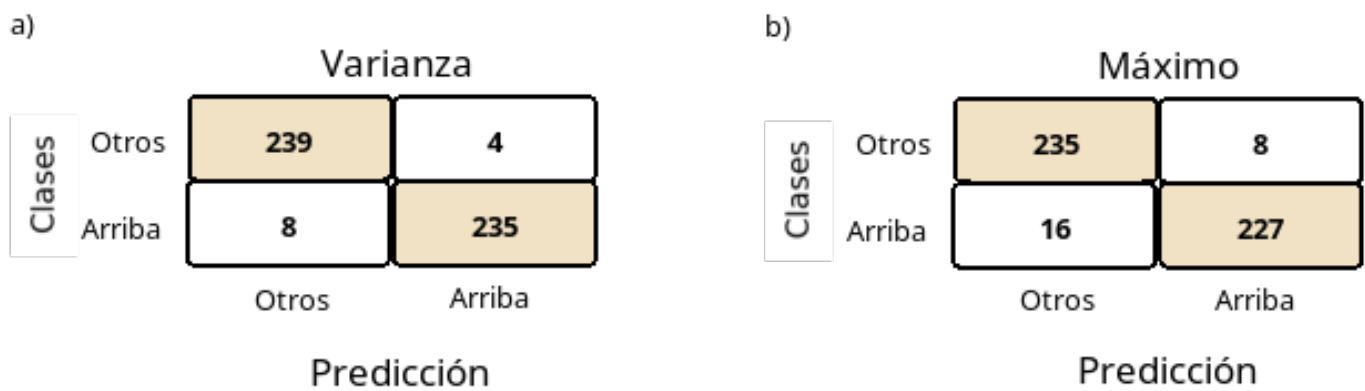 a)
Varianza
Clases
Otros 239 4
Arriba 8 235
Otros Arriba
Predicción
b)
Máximo
Clases
Otros 235 8
Arriba 16 227
Otros Arriba
Predicción